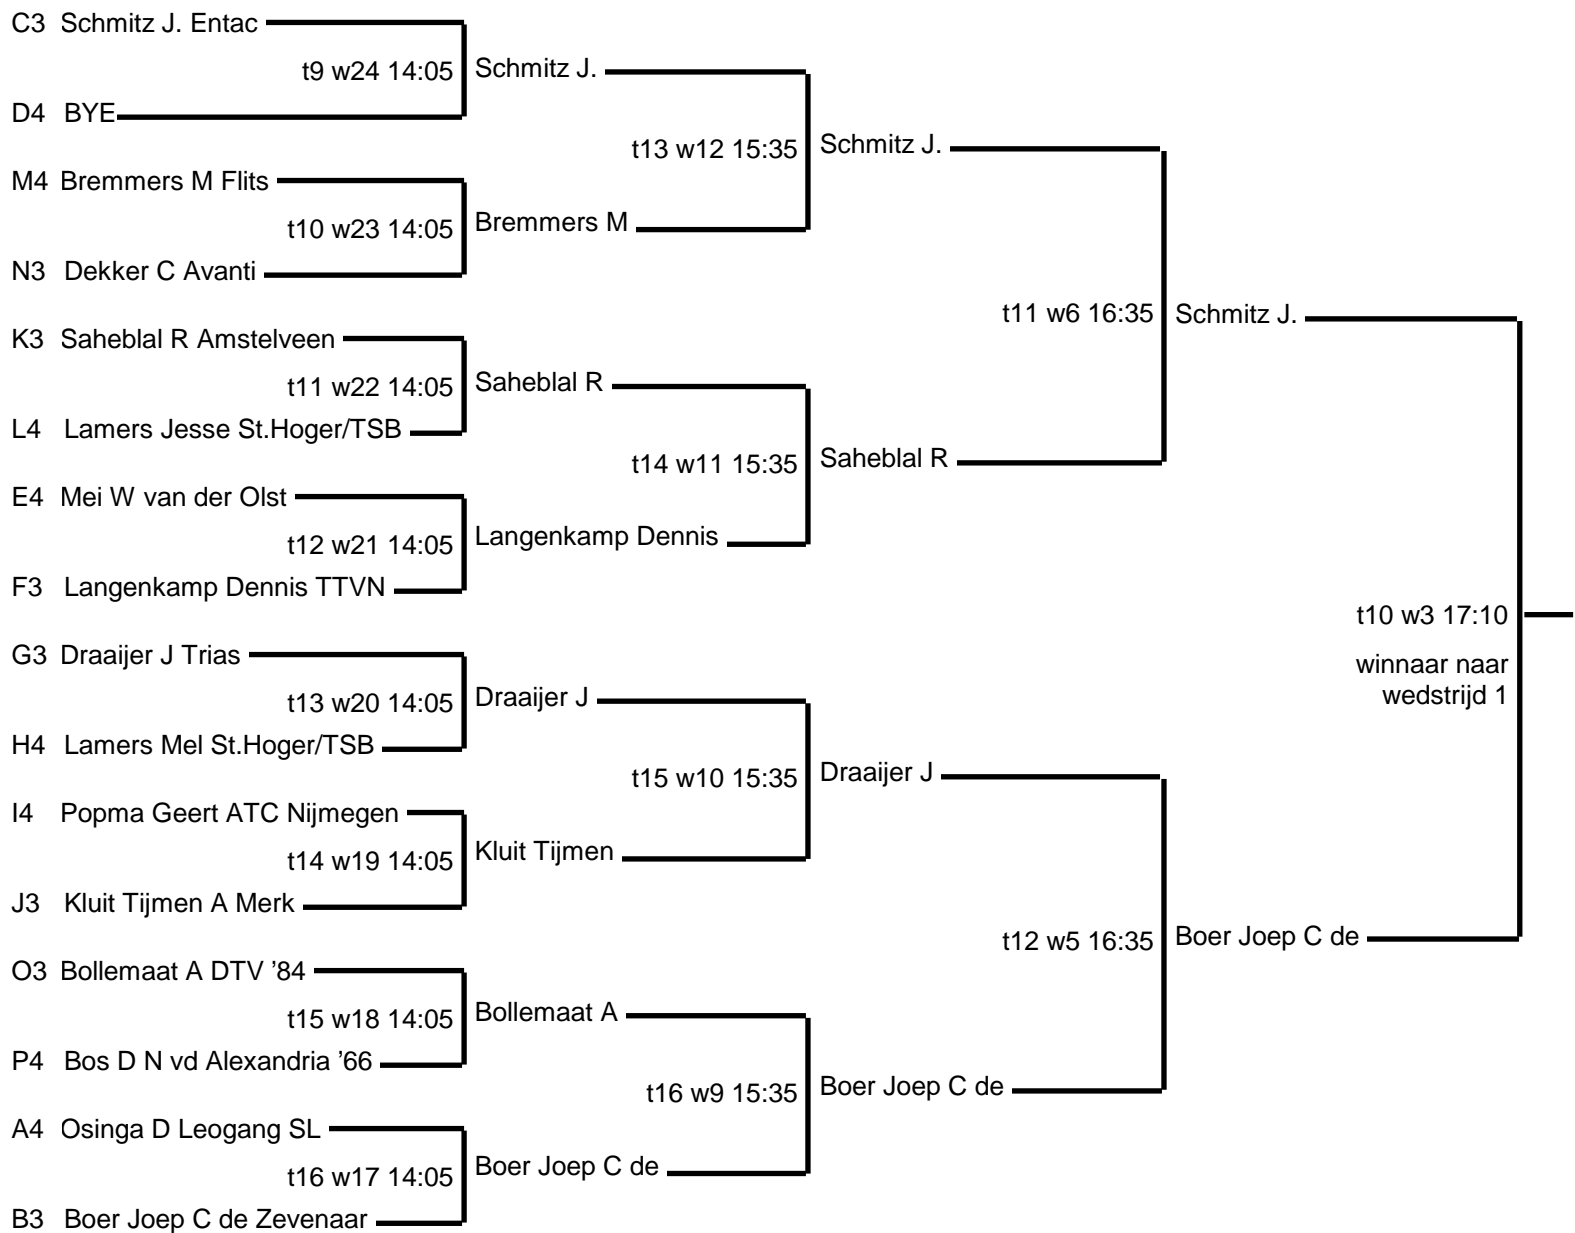 C3 Schmitz J. Entac
t9 w24 14:05
Schmitz J.
D4 BYE
t13 w12 15:35
Schmitz J.
M4 Bremmers M Flits
t10 w23 14:05
Bremmers M
N3 Dekker C Avanti
t11 w6 16:35
Schmitz J.
K3 Saheblal R Amstelveen
t11 w22 14:05
Saheblal R
L4 Lamers Jesse St.Hoger/TSB
t14 w11 15:35
Saheblal R
E4 Mei W van der Olst
t12 w21 14:05
Langenkamp Dennis
F3 Langenkamp Dennis TTVN
t10 w3 17:10
winnaar naar
wedstrijd 1
G3 Draaijer J Trias
t13 w20 14:05
Draaijer J
H4 Lamers Mel St.Hoger/TSB
t15 w10 15:35
Draaijer J
I4 Popma Geert ATC Nijmegen
t14 w19 14:05
Kluit Tijmen
J3 Kluit Tijmen A Merk
t12 w5 16:35
Boer Joep C de
O3 Bollemaat A DTV ’84
t15 w18 14:05
Bollemaat A
P4 Bos D N vd Alexandria ’66
t16 w9 15:35
Boer Joep C de
A4 Osinga D Leogang SL
t16 w17 14:05
Boer Joep C de
B3 Boer Joep C de Zevenaar